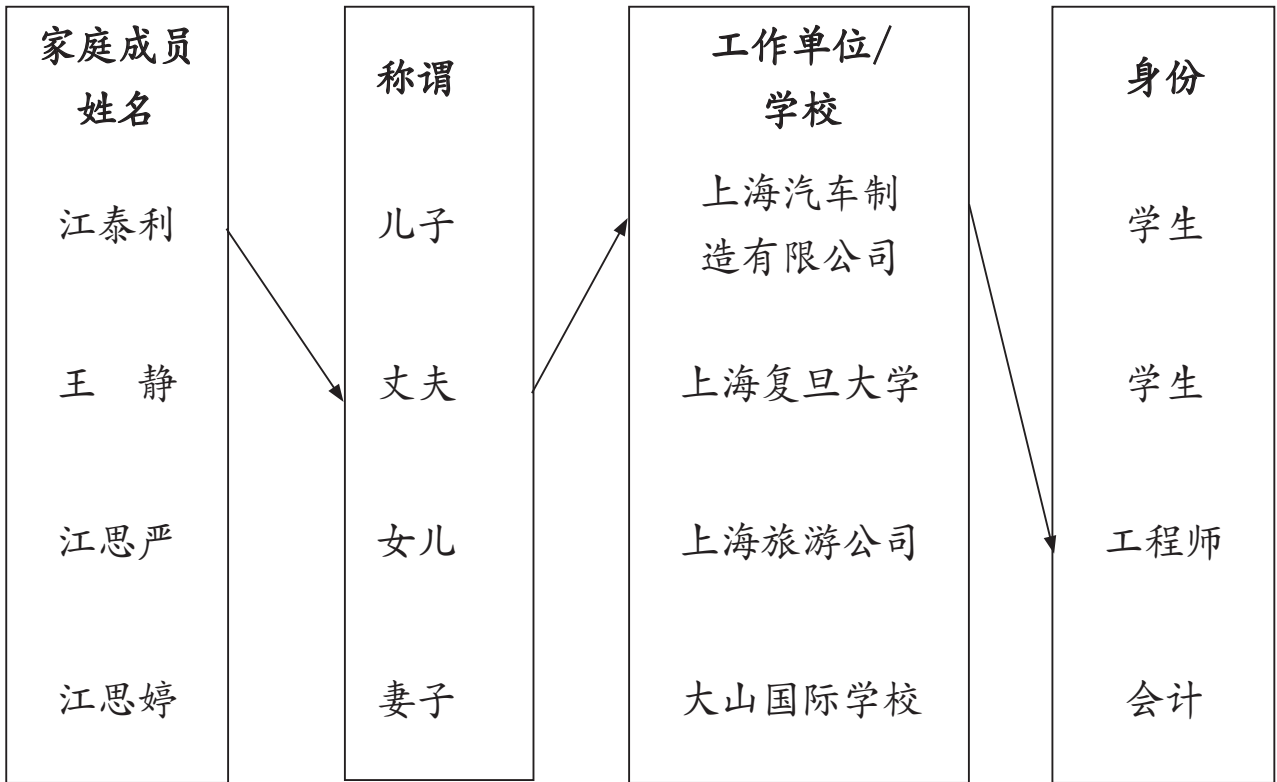 家庭成员
姓名
江泰利
王 静
江思严
江思婷
称谓
儿子
丈夫
女儿
妻子
工作单位/
学校
上海汽车制
造有限公司
上海复旦大学
上海旅游公司
大山国际学校
身份
学生
学生
工程师
会计